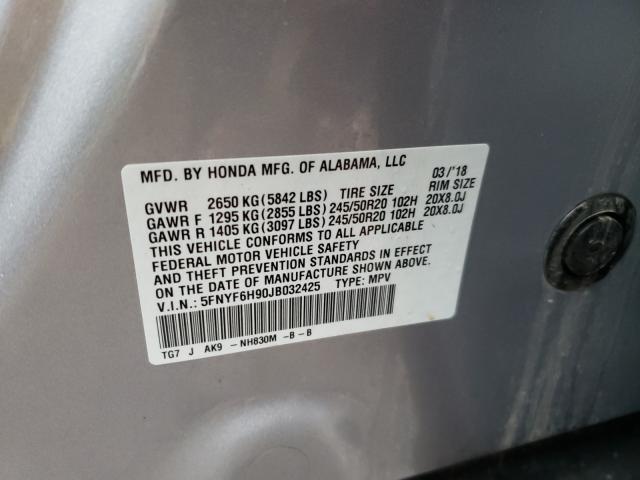 MFD. BY HONDA MFG. OF ALABAMA, LLC 03/'18
GVWR 2650 KG(5842 LBS) TIRE SIZE RIM SIZE
GAWR F 1295 KG(2855 LBS)245/50R20 102H 20X8.0J
GAWR R 1405 KG(3097 LBS)245/50R20 102H 20X8.0J
THIS VEHICLE CONFORMS TO ALL APPLICABLE
FEDERAL MOTOR VEHICLE SAFETY
AND THEFT PREVENTION STANDARDS IN EFFECT
ON THE DATE OF MANUFACTURE SHOWN ABOVE.
V.I.N.: 5FNYF6H90JB032425 TYPE: MPV
TG7 J AK9 -NH830M -B-B